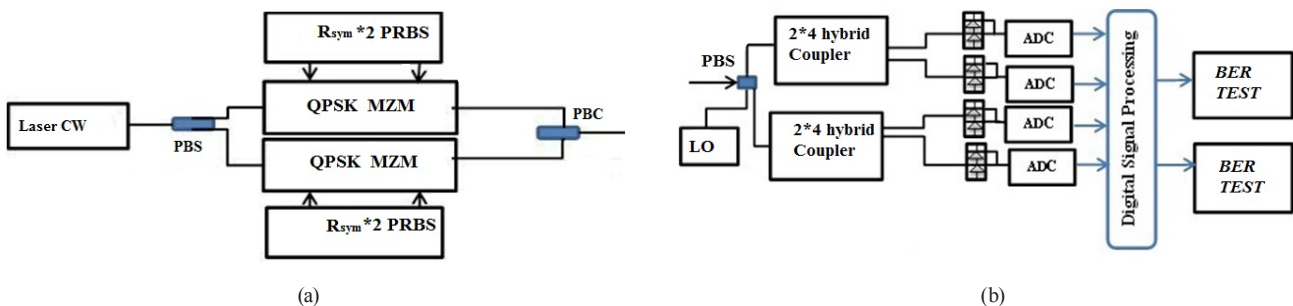 Rsym *2 PRBS
QPSK MZM
Laser CW
PBS
PBC
QPSK MZM
Rsym*2 PRBS
(a)
2*4 hybrid
Coupler
PBS
LO
2*4 hybrid
Coupler
ADC
ADC
ADC
ADC
Digital Signal Processing
BER
TEST
BER
TEST
(b)